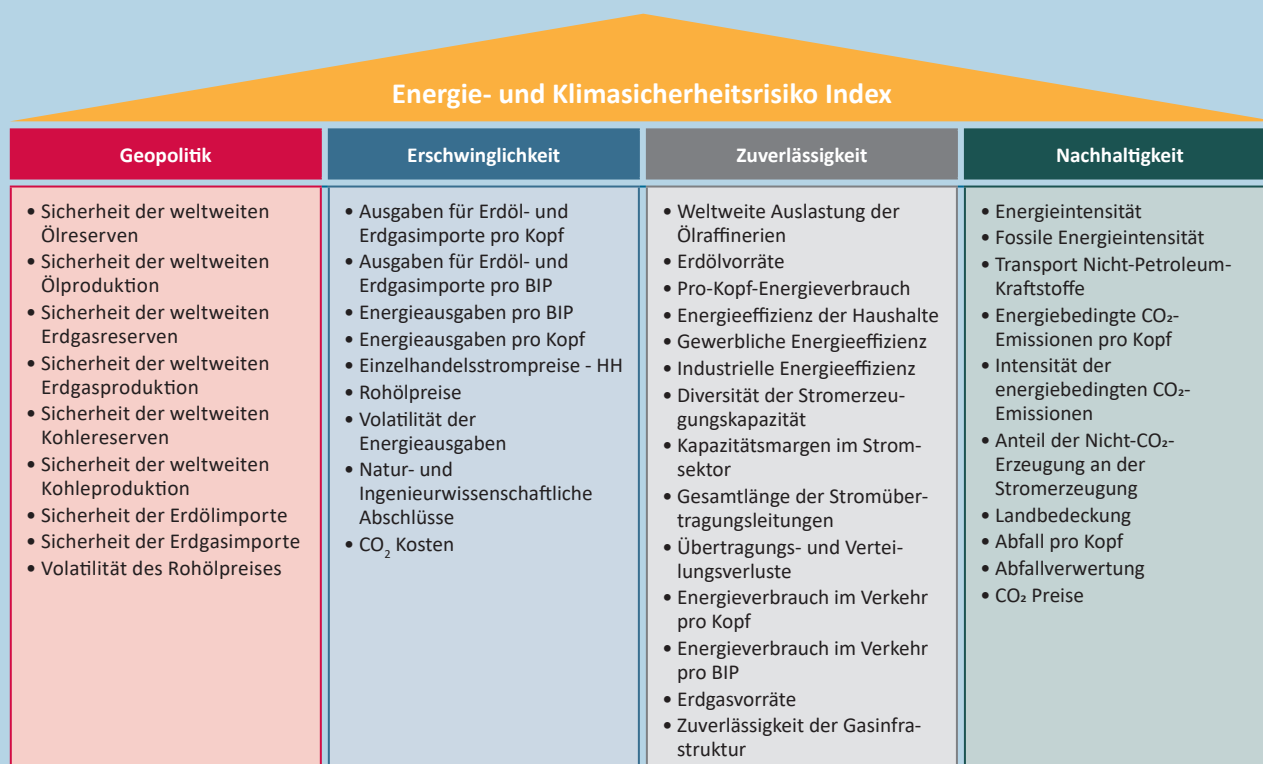 Energie- und Klimasicherheitsrisiko Index
Geopolitik
• Sicherheit der weltweiten
Ölreserven
• Sicherheit der weltweiten
Ölproduktion
• Sicherheit der weltweiten
Erdgasreserven
• Sicherheit der weltweiten
Erdgasproduktion
• Sicherheit der weltweiten
Kohlereserven
• Sicherheit der weltweiten
Kohleproduktion
• Sicherheit der Erdölimporte
• Sicherheit der Erdgasimporte
• Volatilität des Rohölpreises
Erschwinglichkeit
• Ausgaben für Erdöl- und
Erdgasimporte pro Kopf
• Ausgaben für Erdöl- und
Erdgasimporte pro BIP
• Energieausgaben pro BIP
• Energieausgaben pro Kopf
• Einzelhandelsstrompreise - HH
• Rohölpreise
• Volatilität der
Energieausgaben
• Natur- und
Ingenieurwissenschaftliche
Abschlüsse
• CO₂ Kosten
Zuverlässigkeit
• Weltweite Auslastung der
Ölraffinerien
• Erdölvorräte
• Pro-Kopf-Energieverbrauch
• Energieeffizienz der Haushalte
• Gewerbliche Energieeffizienz
• Industrielle Energieeffizienz
• Diversität der Stromerzeu-
gungskapazität
• Kapazitätsmargen im Strom-
sektor
• Gesamtlänge der Stromüber-
tragungsleitungen
• Übertragungs- und Vertei-
lungsverluste
• Energieverbrauch im Verkehr
pro Kopf
• Energieverbrauch im Verkehr
pro BIP
• Erdgasvorräte
• Zuverlässigkeit der Gasinfra-
struktur
Nachhaltigkeit
• Energieintensität
• Fossile Energieintensität
• Transport Nicht-Petroleum-
Kraftstoffe
• Energiebedingte CO₂-
Emissionen pro Kopf
• Intensität der
energiebedingten CO₂-
Emissionen
• Anteil der Nicht-CO₂-
Erzeugung an der
Stromerzeugung
• Landbedeckung
• Abfall pro Kopf
• Abfallverwertung
• CO₂ Preise